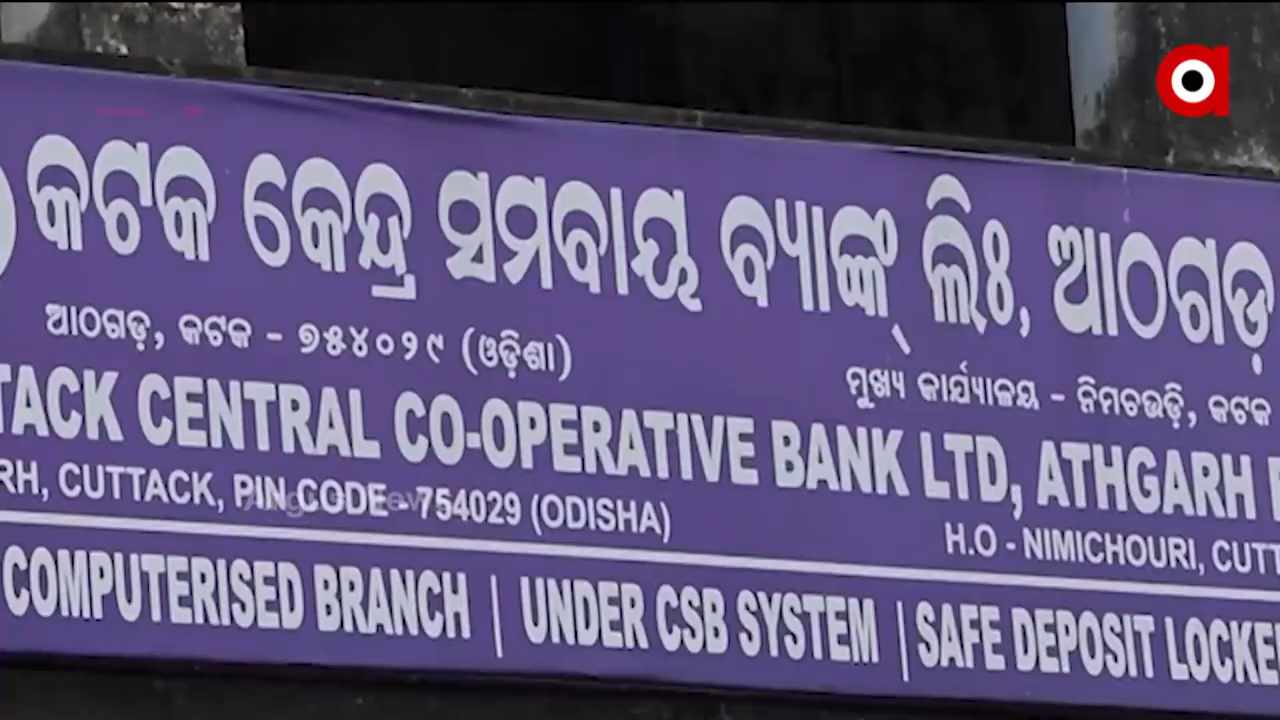 କଟକ କେନ୍ଦ୍ର ସମବାୟ ବ୍ୟାଙ୍କ୍ ଲିଃ, ଆଠଗଡ଼
ଆଠଗଡ଼, କଟକ - ୭୫୪୦୨୯ (ଓଡ଼ିଶା)
ମୁଖ୍ୟ କାର୍ଯ୍ୟାଳୟ - ନିମଚଉଡ଼ି, କଟକ
TACK CENTRAL CO-OPERATIVE BANK LTD, ATHGARH
RH, CUTTACK, PIN CODE - 754029 (ODISHA)
H.O - NIMICHOURI, CUTT
COMPUTERISED BRANCH | UNDER CSB SYSTEM | SAFE DEPOSIT LOCKE